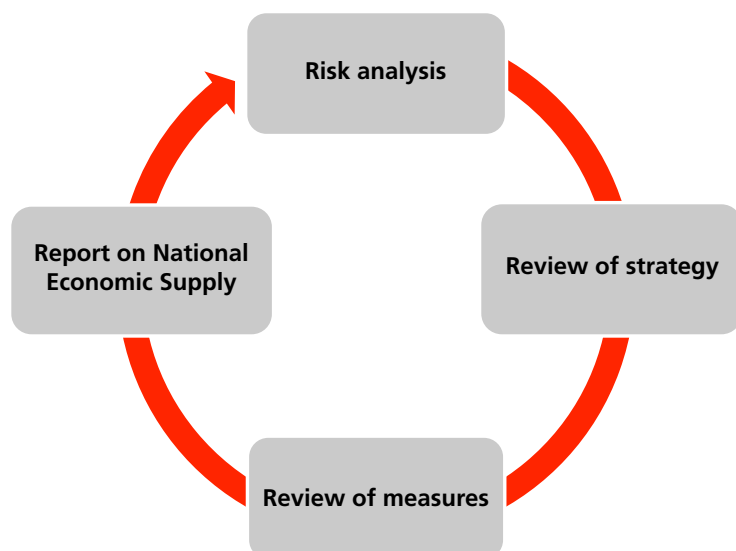 Risk analysis
Review of strategy
Review of measures
Report on National
Economic Supply